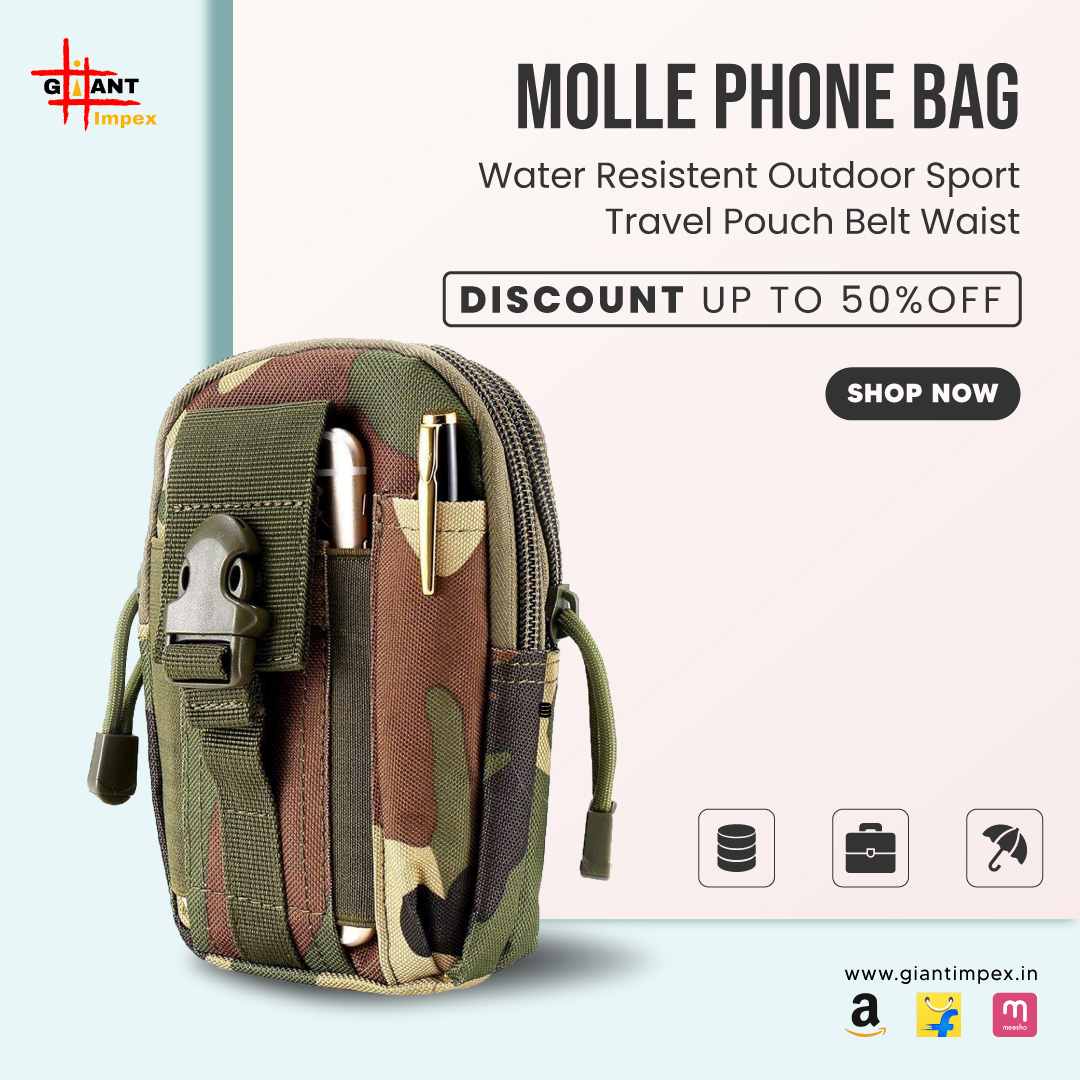 GIANT
Impex
MOLLE PHONE BAG
Water Resistent Outdoor Sport
Travel Pouch Belt Waist
DISCOUNT UP TO 50%OFF
SHOP NOW
www.giantimpex.in
a
f
m
meesho